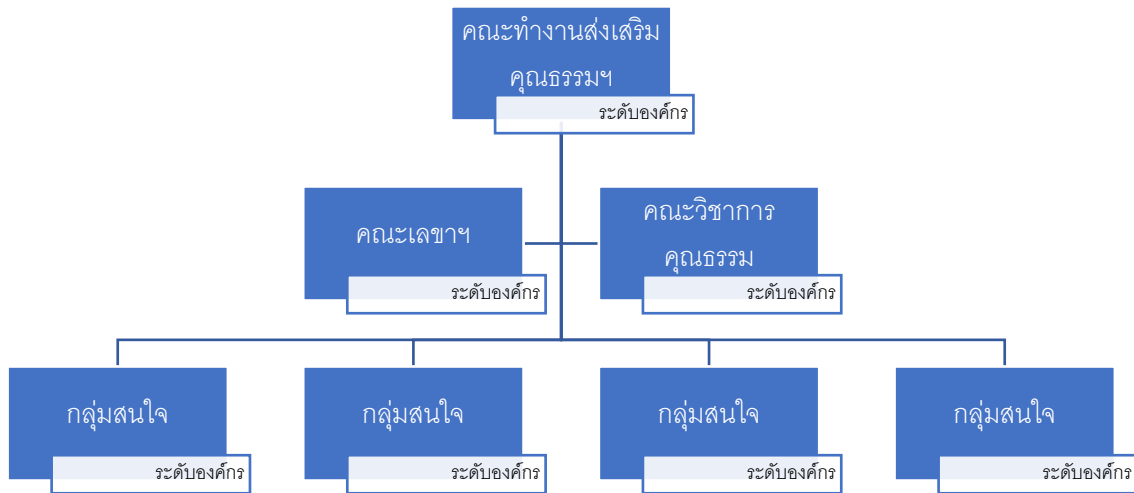 คณะทำงานส่งเสริม
คุณธรรมฯ
ระดับองค์กร
คณะเลขาฯ
ระดับองค์กร
คณะวิชาการ
คุณธรรม
ระดับองค์กร
กลุ่มสนใจ
ระดับองค์กร
กลุ่มสนใจ
ระดับองค์กร
กลุ่มสนใจ
ระดับองค์กร
กลุ่มสนใจ
ระดับองค์กร